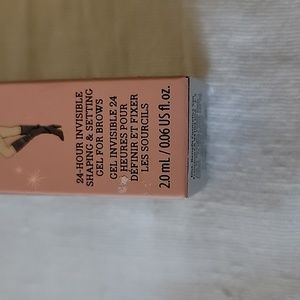 24-HOUR INVISIBLE
SHAPING & SETTING
GEL FOR BROWS
GEL INVISIBLE 24
HEURES POUR
DÉFINIR ET FIXER
LES SOURCILS
2.0 mL / 0.06 US fl. oz.